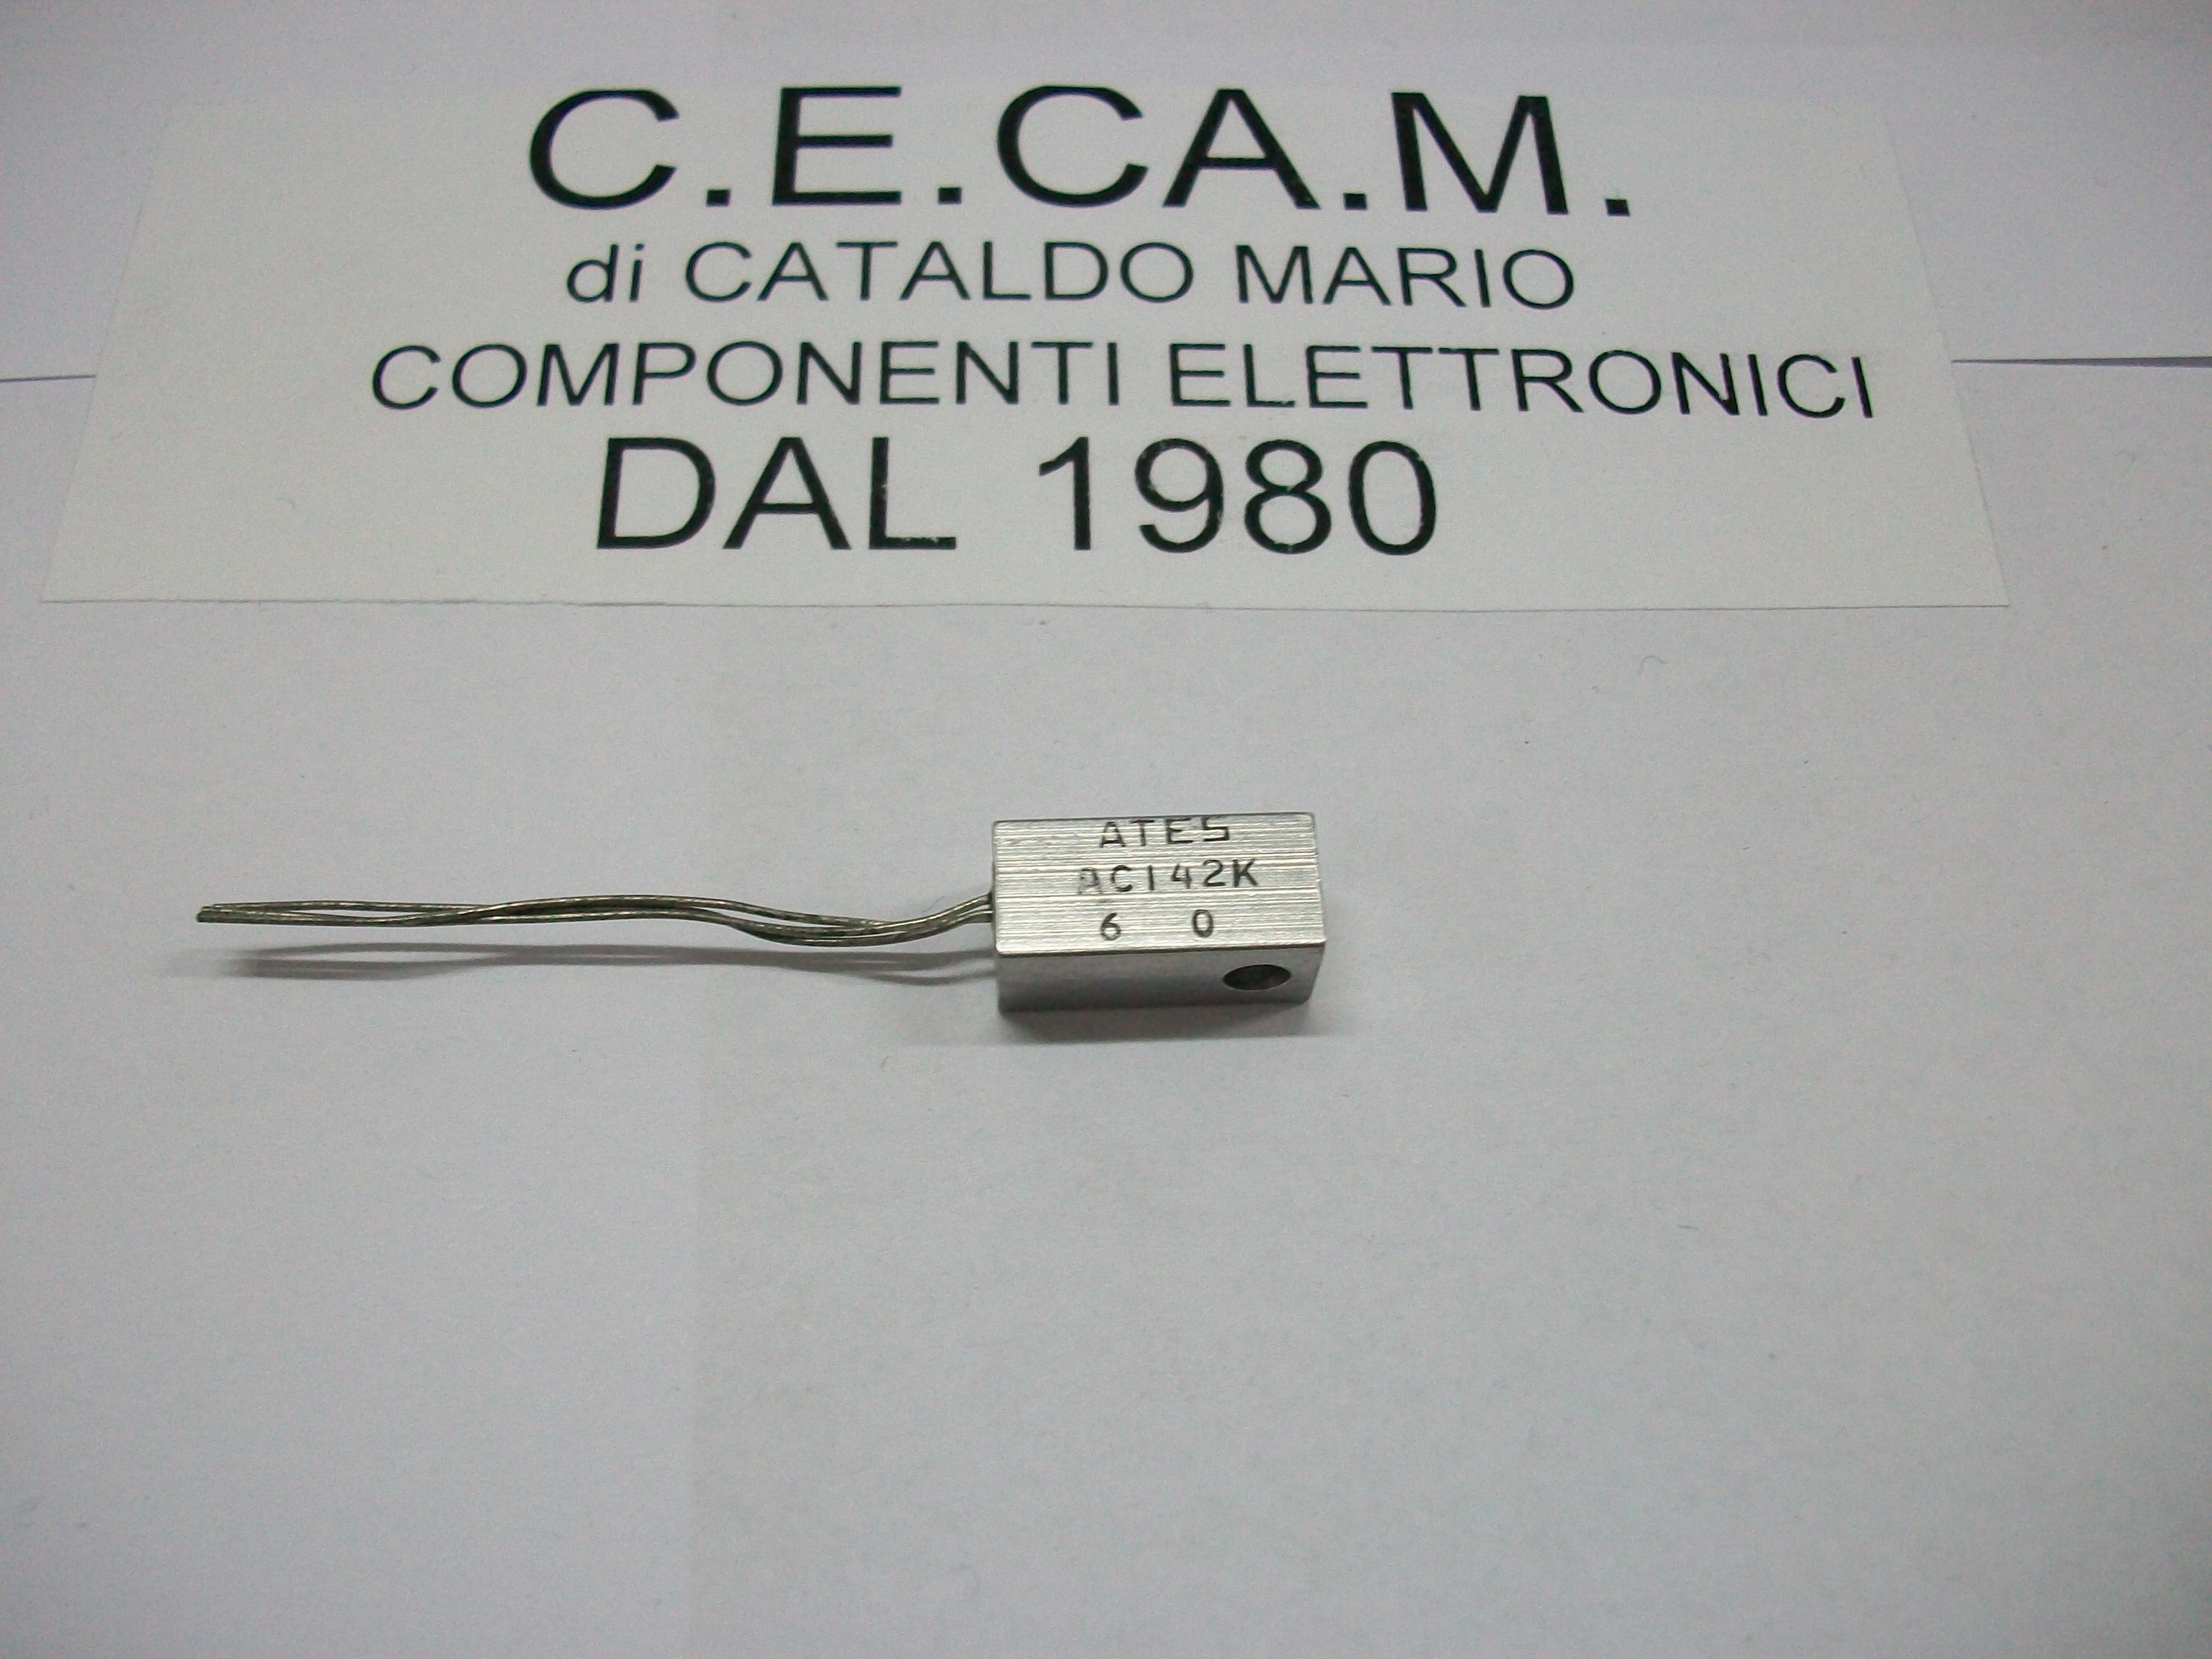 C.E.CA.M.
di CATALDO MARIO
COMPONENTI ELETTRONICI
DAL 1980
ATES
AC142K
6 0